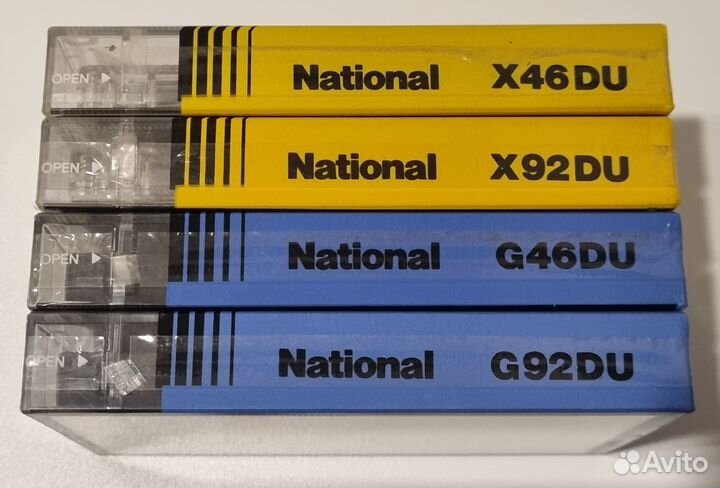 OPEN National X46DU
OPEN National X92DU
OPEN National G46DU
OPEN National G92DU
Avito